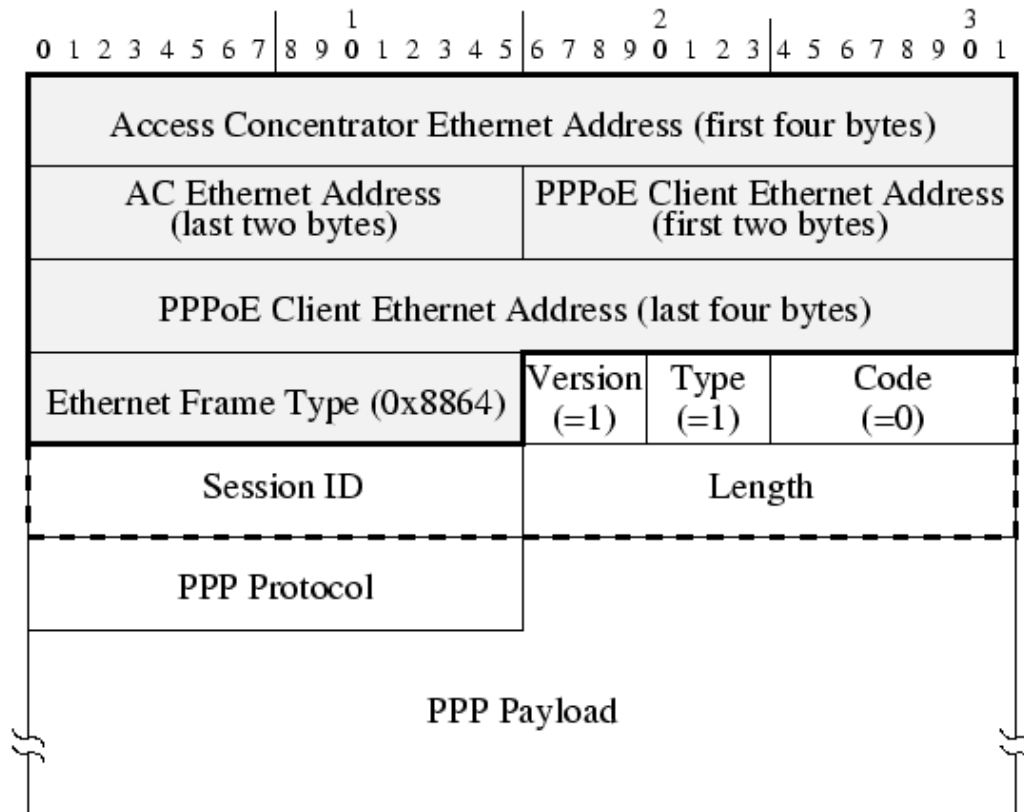 1 2 3
0 1 2 3 4 5 6 7 8 9 0 1 2 3 4 5 6 7 8 9 0 1 2 3 4 5 6 7 8 9 0 1
Access Concentrator Ethernet Address (first four bytes)
AC Ethernet Address
(last two bytes)
PPPoE Client Ethernet Address
(first two bytes)
PPPoE Client Ethernet Address (last four bytes)
Ethernet Frame Type (0x8864)
Version
(=1)
Type
(=1)
Code
(=0)
Session ID
Length
PPP Protocol
PPP Payload